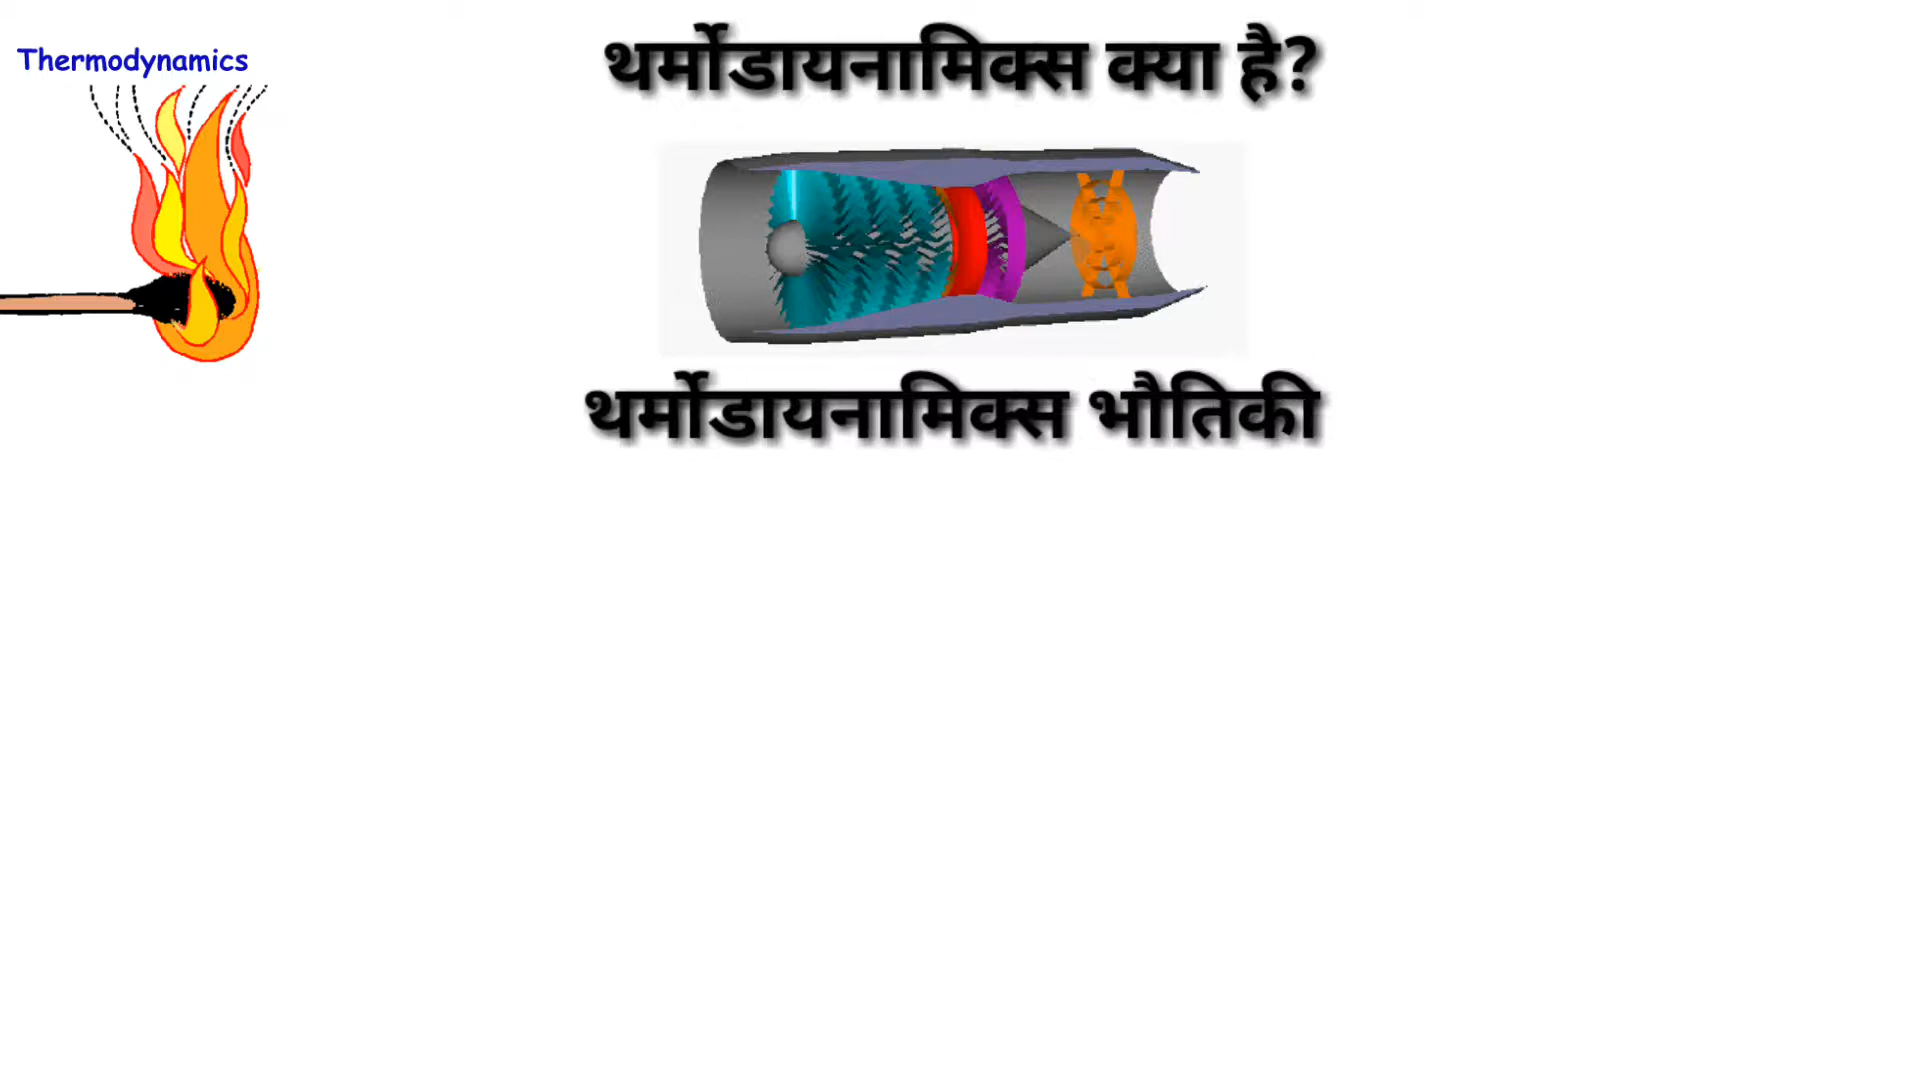 थर्मोडायनामिक्स क्या है?
Thermodynamics
थर्मोडायनामिक्स भौतिकी